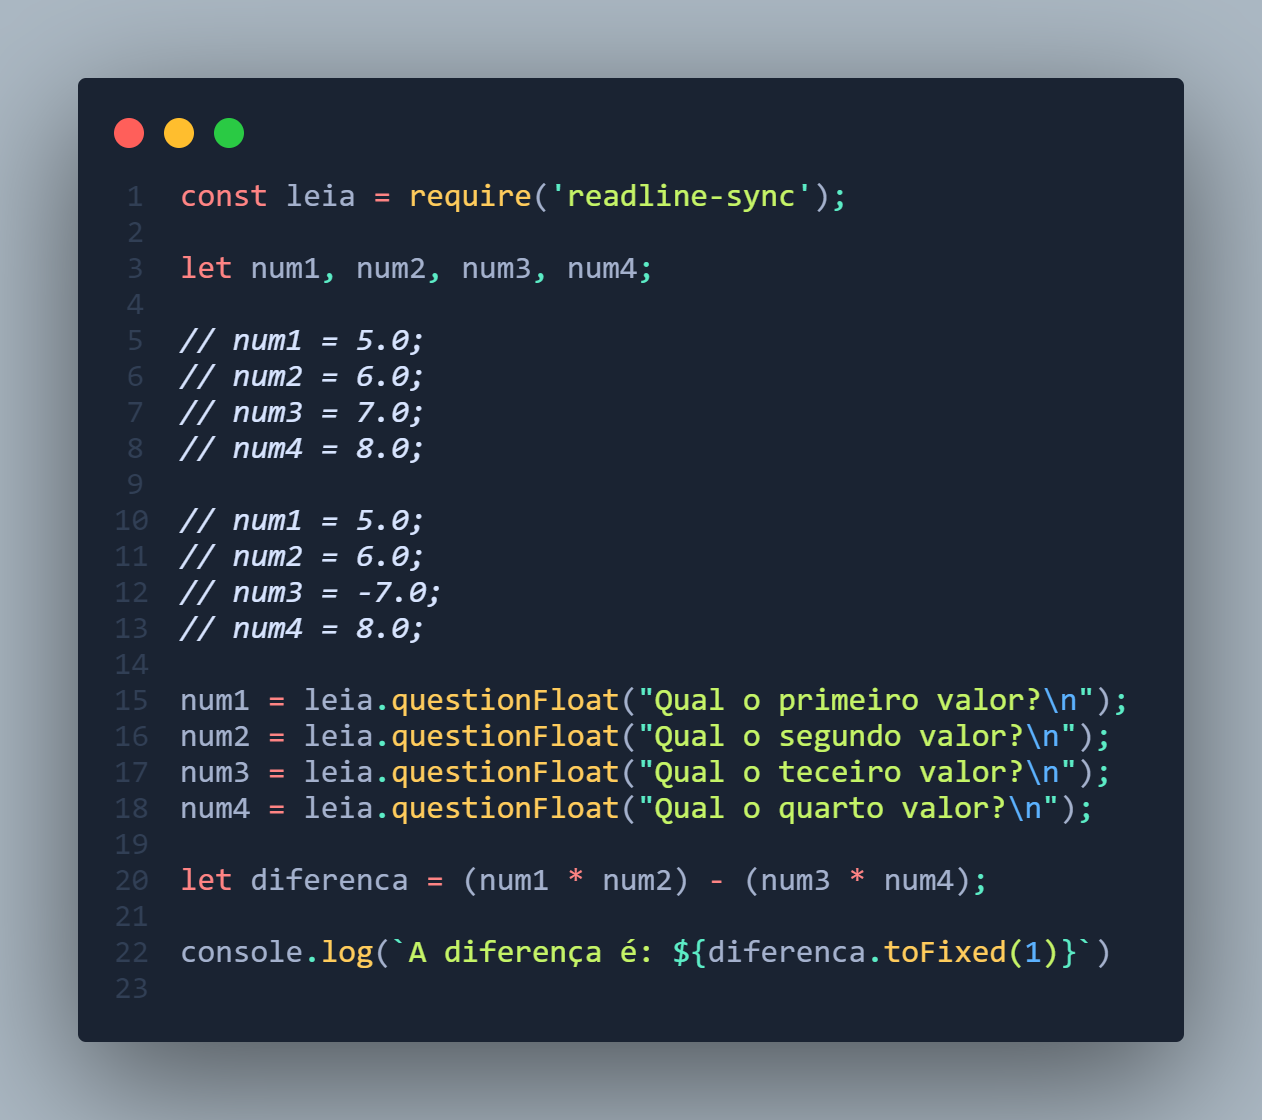 1 const leia = require('readline-sync');
2
3 let num1, num2, num3, num4;
4
5 // num1 = 5.0;
6 // num2 = 6.0;
7 // num3 = 7.0;
8 // num4 = 8.0;
9
10 // num1 = 5.0;
11 // num2 = 6.0;
12 // num3 = -7.0;
13 // num4 = 8.0;
14
15 num1 = leia.questionFloat("Qual o primeiro valor?\n");
16 num2 = leia.questionFloat("Qual o segundo valor?\n");
17 num3 = leia.questionFloat("Qual o teceiro valor?\n");
18 num4 = leia.questionFloat("Qual o quarto valor?\n");
19
20 let diferenca = (num1 * num2) - (num3 * num4);
21
22 console.log(`A diferença é: ${diferenca.toFixed(1)}`)
23